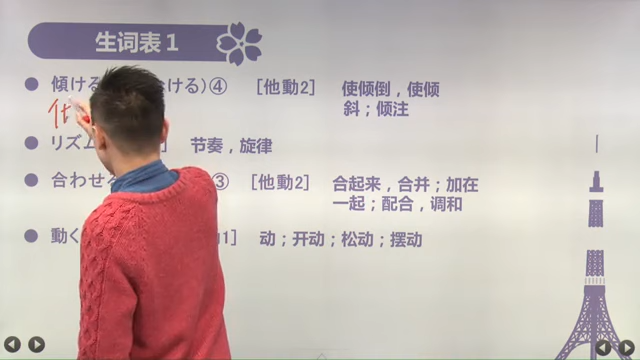 生词表1
傾ける ける)④ [他動2] 使倾倒，使倾
斜；倾注
リズム ] 节奏，旋律
合わせ ③ [他動2] 合起来，合并；加在
一起；配合，调和
動く 1] 动；开动；松动；摆动